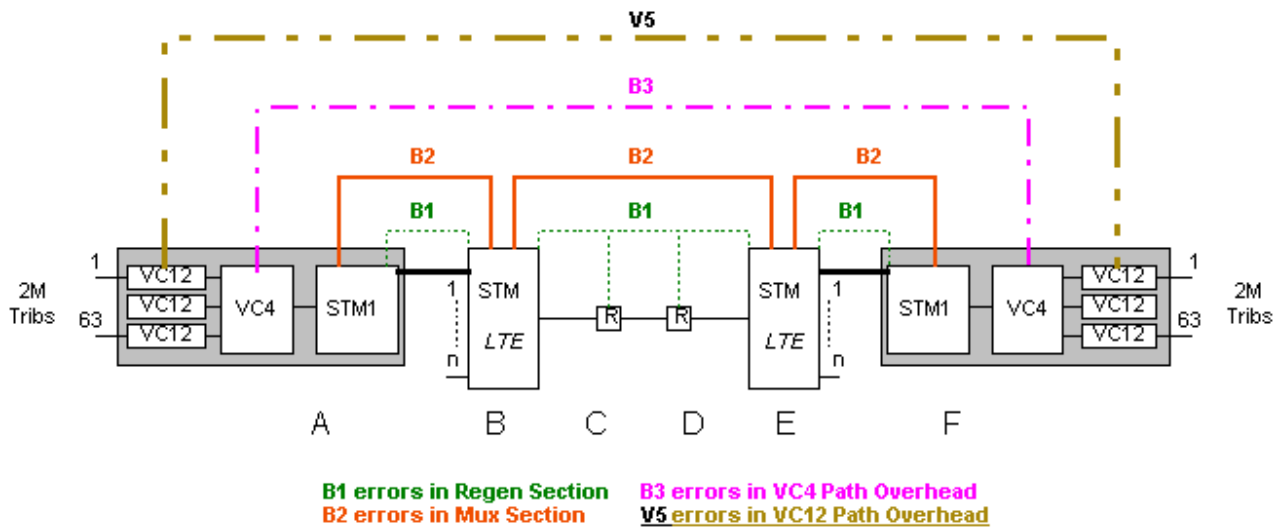 V5
B3
B2 B2 B2
B1 B1 B1
1 VC12 VC12 1
2M Tribs VC12 VC4 STM1 1 STM LTE R R STM LTE 1 STM1 VC4 VC12 2M Tribs
63 VC12 n n VC12 63
A B C D E F
B1 errors in Regen Section B3 errors in VC4 Path Overhead
B2 errors in Mux Section V5 errors in VC12 Path Overhead